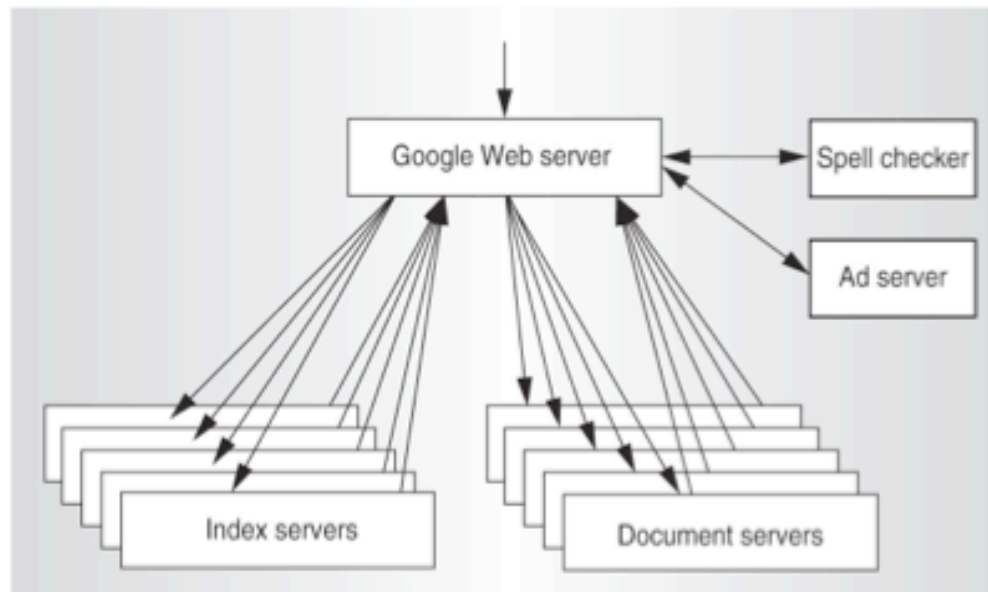 Google Web server
Spell checker
Ad server
Index servers
Document servers